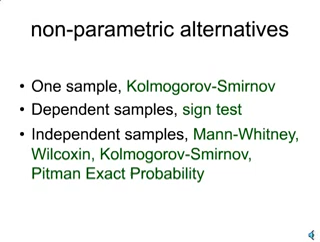 non-parametric alternatives
• One sample, Kolmogorov-Smirnov
• Dependent samples, sign test
• Independent samples, Mann-Whitney,
Wilcoxin, Kolmogorov-Smirnov,
Pitman Exact Probability